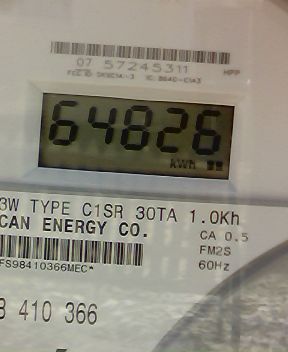 07 57245311
HPP
64826
kWh
3W TYPE C1SR 30TA 1.0Kh
CAN ENERGY CO.
CA 0.5
FM2S
60Hz
FS98410366MEC*
410 366